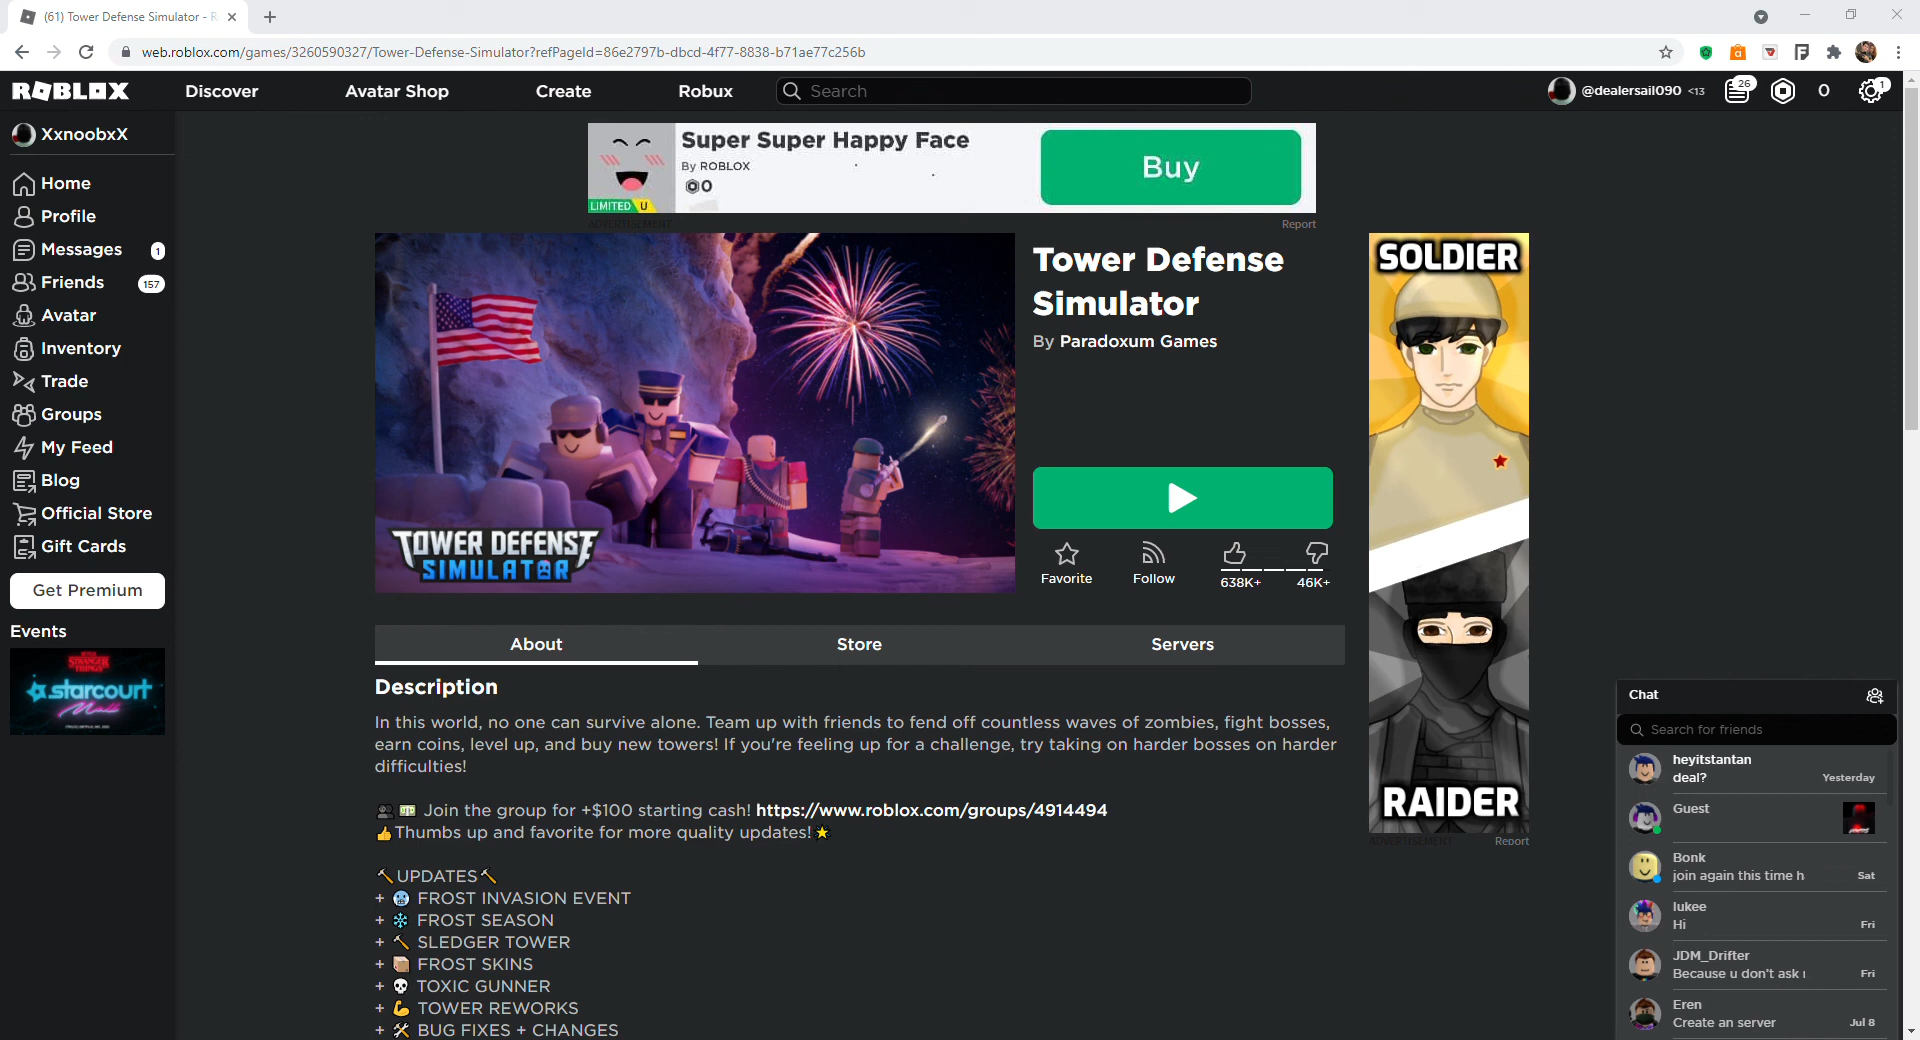 (61) Tower Defense Simulator - R
web.roblox.com/games/3260590327/Tower-Defense-Simulator?refPageId=86e2797b-dbcd-4f77-8838-b71ae77c256b
ROBLOX
Discover
Avatar Shop
Create
Robux
Search
@dealersail090 <13
26
0
1
XxnoobxX
Home
Profile
Messages 1
Friends 157
Avatar
Inventory
Trade
Groups
My Feed
Blog
Official Store
Gift Cards
Get Premium
Events
STRANGER THINGS
starcourt
Mall
Super Super Happy Face
By ROBLOX
0
LIMITED U
Buy
ADVERTISEMENT
Report
TOWER DEFENSE
SIMULATOR
Tower Defense
Simulator
By Paradoxum Games
Favorite
Follow
638K+
46K+
SOLDIER
RAIDER
ADVERTISEMENT
Report
About
Store
Servers
Description
In this world, no one can survive alone. Team up with friends to fend off countless waves of zombies, fight bosses,
earn coins, level up, and buy new towers! If you're feeling up for a challenge, try taking on harder bosses on harder
difficulties!
👥💵 Join the group for +$100 starting cash! https://www.roblox.com/groups/4914494
👍Thumbs up and favorite for more quality updates!🌟
🔨UPDATES🔨
+ 🥶 FROST INVASION EVENT
+ ❄ FROST SEASON
+ 🔨 SLEDGER TOWER
+ 📦 FROST SKINS
+ 💀 TOXIC GUNNER
+ 💪 TOWER REWORKS
+ 🛠 BUG FIXES + CHANGES
Chat
Search for friends
heyitstantan
deal? Yesterday
Guest
Bonk
join again this time h Sat
lukee
Hi Fri
JDM_Drifter
Because u don't ask Fri
Eren
Create an server Jul 8